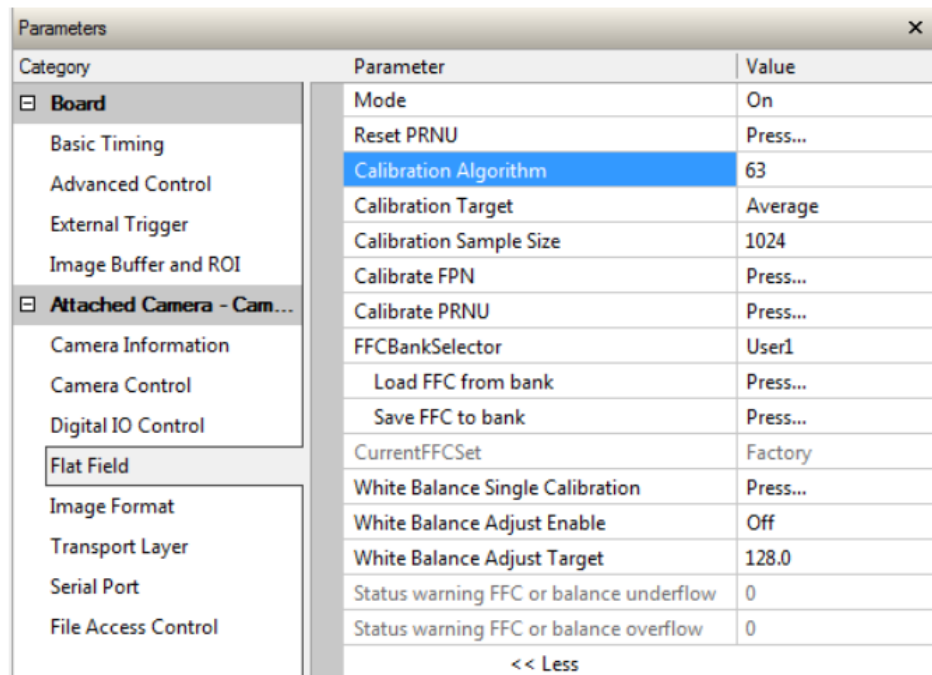 Parameters
Category
Parameter Value
Board
Mode On
Basic Timing
Reset PRNU Press...
Advanced Control
Calibration Algorithm 63
External Trigger
Calibration Target Average
Image Buffer and ROI
Calibration Sample Size 1024
Attached Camera - Cam...
Calibrate FPN Press...
Camera Information
Calibrate PRNU Press...
Camera Control
FFCBankSelector User1
Digital IO Control
Load FFC from bank Press...
Flat Field
Save FFC to bank Press...
Image Format
CurrentFFCSet Factory
Transport Layer
White Balance Single Calibration Press...
Serial Port
White Balance Adjust Enable Off
File Access Control
White Balance Adjust Target 128.0
Status warning FFC or balance underflow 0
Status warning FFC or balance overflow 0
<< Less